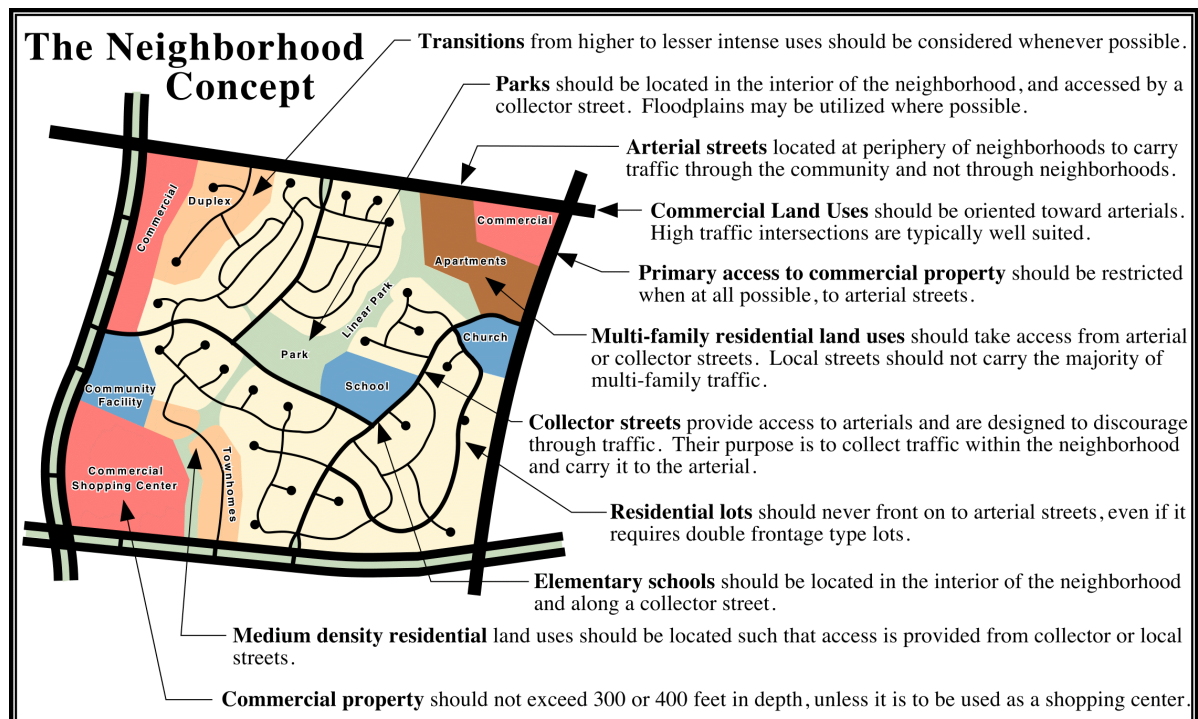 The Neighborhood
Concept
Transitions from higher to lesser intense uses should be considered whenever possible.
Parks should be located in the interior of the neighborhood, and accessed by a
collector street. Floodplains may be utilized where possible.
Arterial streets located at periphery of neighborhoods to carry
traffic through the community and not through neighborhoods.
Commercial Land Uses should be oriented toward arterials.
High traffic intersections are typically well suited.
Primary access to commercial property should be restricted
when at all possible, to arterial streets.
Multi-family residential land uses should take access from arterial
or collector streets. Local streets should not carry the majority of
multi-family traffic.
Collector streets provide access to arterials and are designed to discourage
through traffic. Their purpose is to collect traffic within the neighborhood
and carry it to the arterial.
Residential lots should never front on to arterial streets, even if it
requires double frontage type lots.
Elementary schools should be located in the interior of the neighborhood
and along a collector street.
Medium density residential land uses should be located such that access is provided from collector or local
streets.
Commercial property should not exceed 300 or 400 feet in depth, unless it is to be used as a shopping center.
Commercial
Duplex
Commercial
Apartments
Linear Park
Church
Park
School
Community
Facility
Commercial
Shopping Center
Townhomes